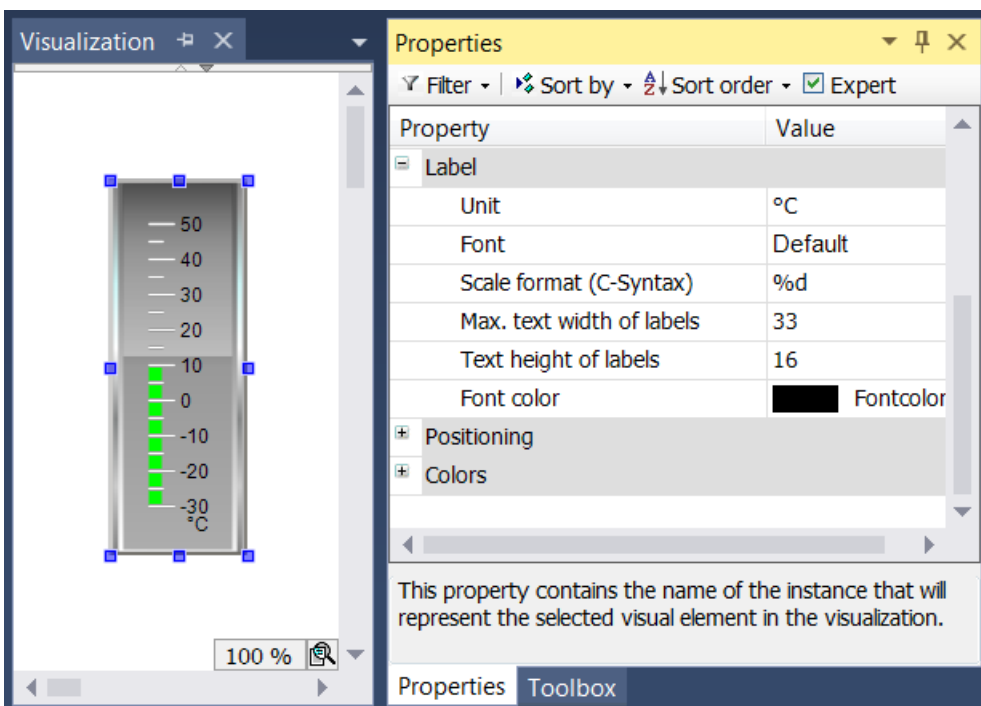 Visualization
50
40
30
20
10
0
-10
-20
-30
°C
100 %
Properties
Filter Sort by Sort order Expert
Property Value
Label
Unit °C
Font Default
Scale format (C-Syntax) %d
Max. text width of labels 33
Text height of labels 16
Font color Fontcolor
Positioning
Colors
This property contains the name of the instance that will
represent the selected visual element in the visualization.
Properties Toolbox